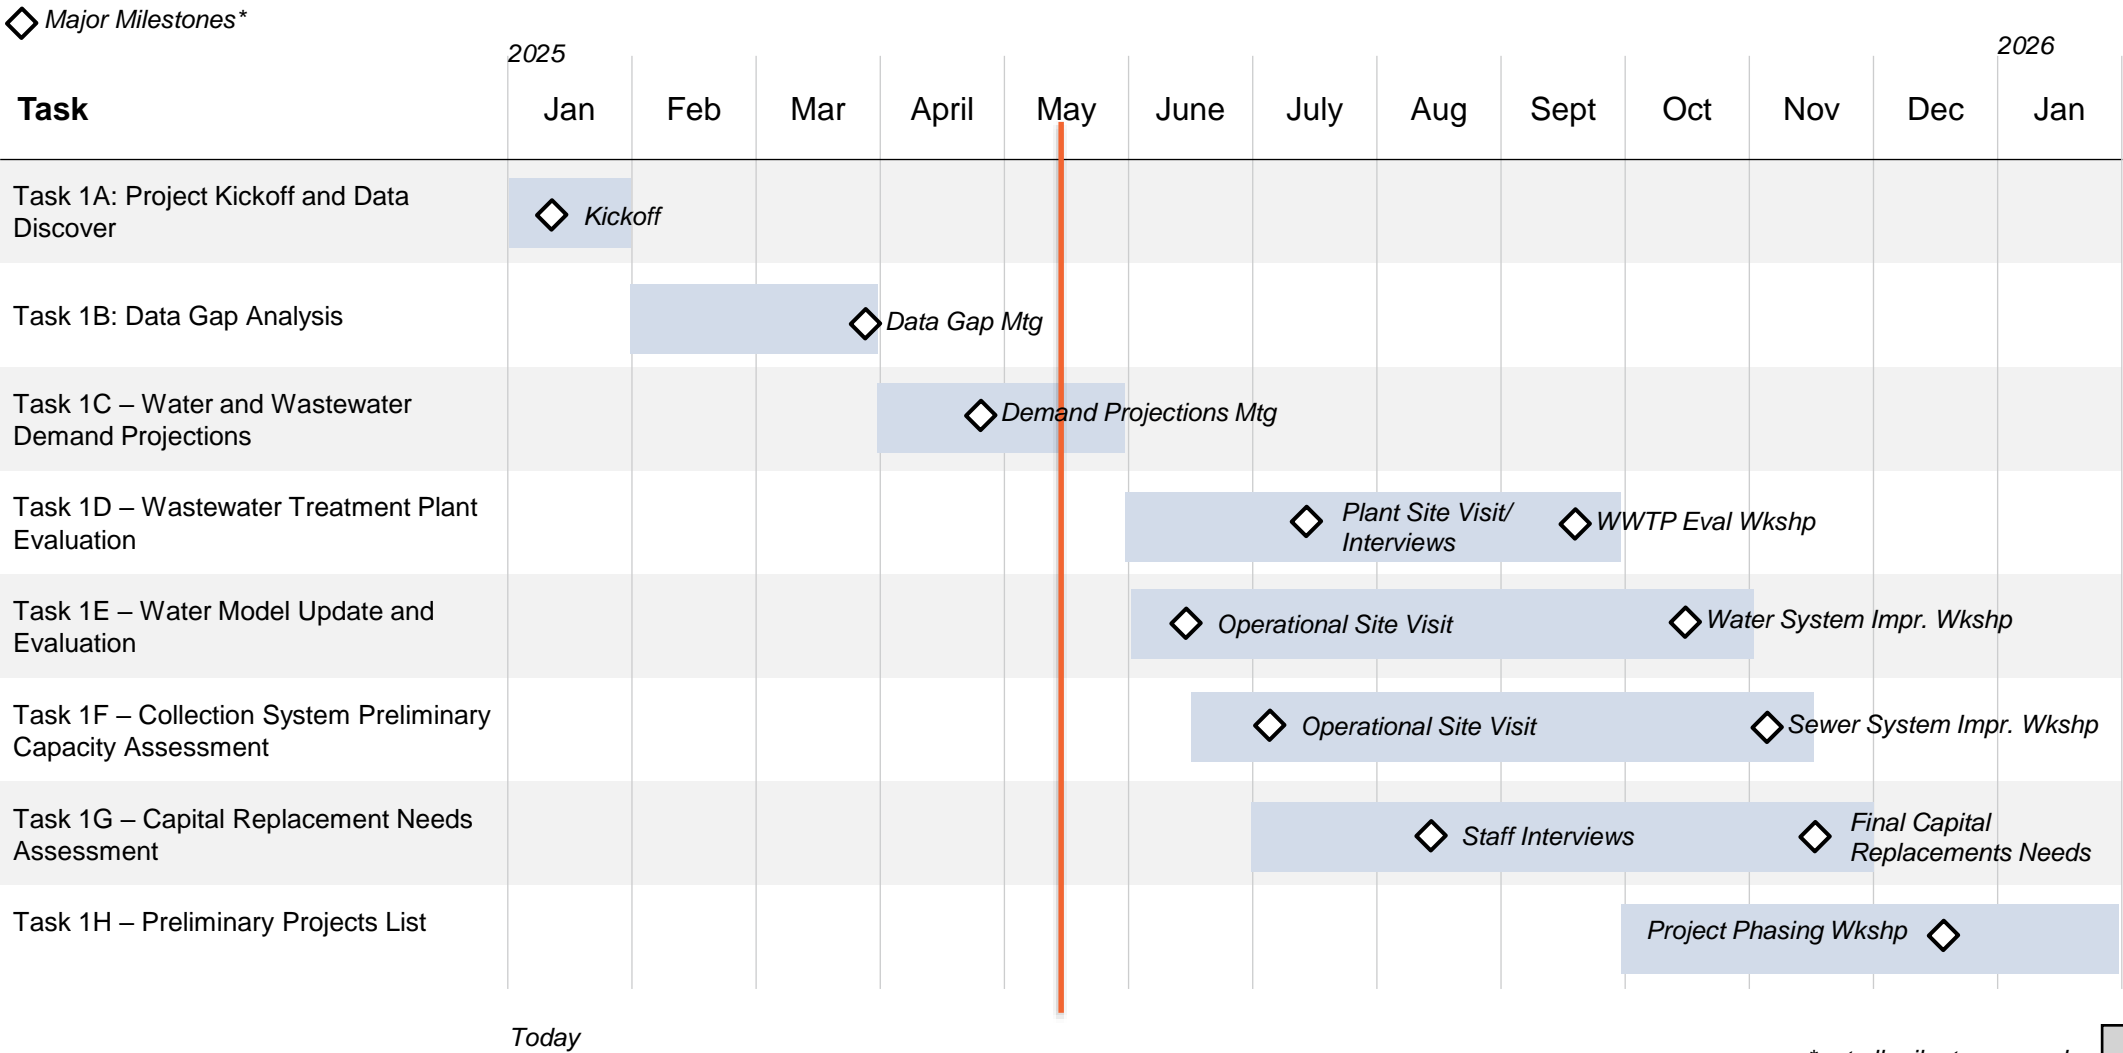 Major Milestones*
2025
2026
Task
Jan
Feb
Mar
April
May
June
July
Aug
Sept
Oct
Nov
Dec
Jan
Task 1A: Project Kickoff and Data
Discover
Kickoff
Task 1B: Data Gap Analysis
Data Gap Mtg
Task 1C – Water and Wastewater
Demand Projections
Demand Projections Mtg
Task 1D – Wastewater Treatment Plant
Evaluation
Plant Site Visit/
Interviews
WWTP Eval Wkshp
Task 1E – Water Model Update and
Evaluation
Operational Site Visit
Water System Impr. Wkshp
Task 1F – Collection System Preliminary
Capacity Assessment
Operational Site Visit
Sewer System Impr. Wkshp
Task 1G – Capital Replacement Needs
Assessment
Staff Interviews
Final Capital
Replacements Needs
Task 1H – Preliminary Projects List
Project Phasing Wkshp
Today